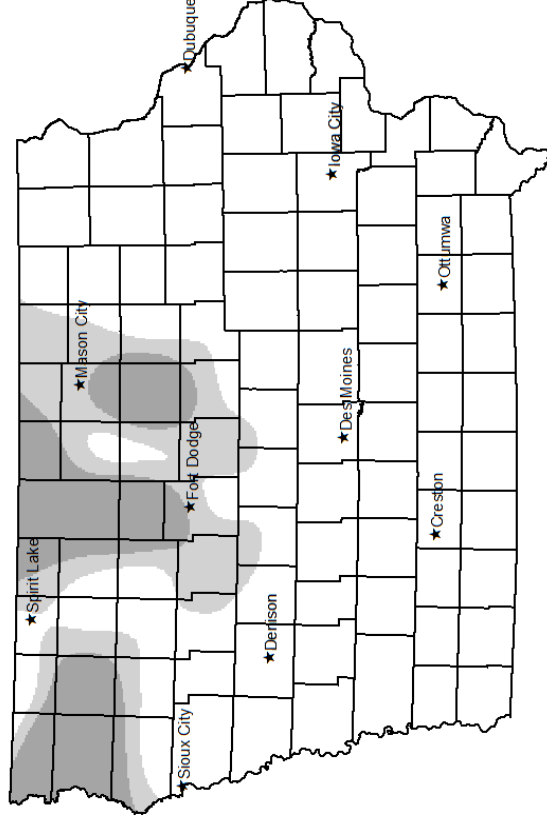 Dubuque
Iowa City
Mason City
Ottumwa
Des Moines
Fort Dodge
Spirit Lake
Creston
Denison
Sioux City